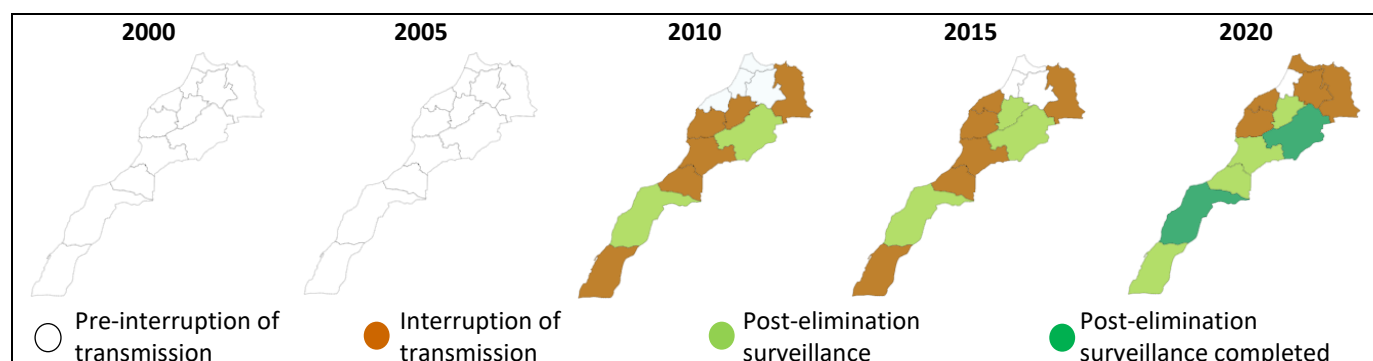 2000 2005 2010 2015 2020
Pre-interruption of transmission
Interruption of transmission
Post-elimination surveillance
Post-elimination surveillance completed